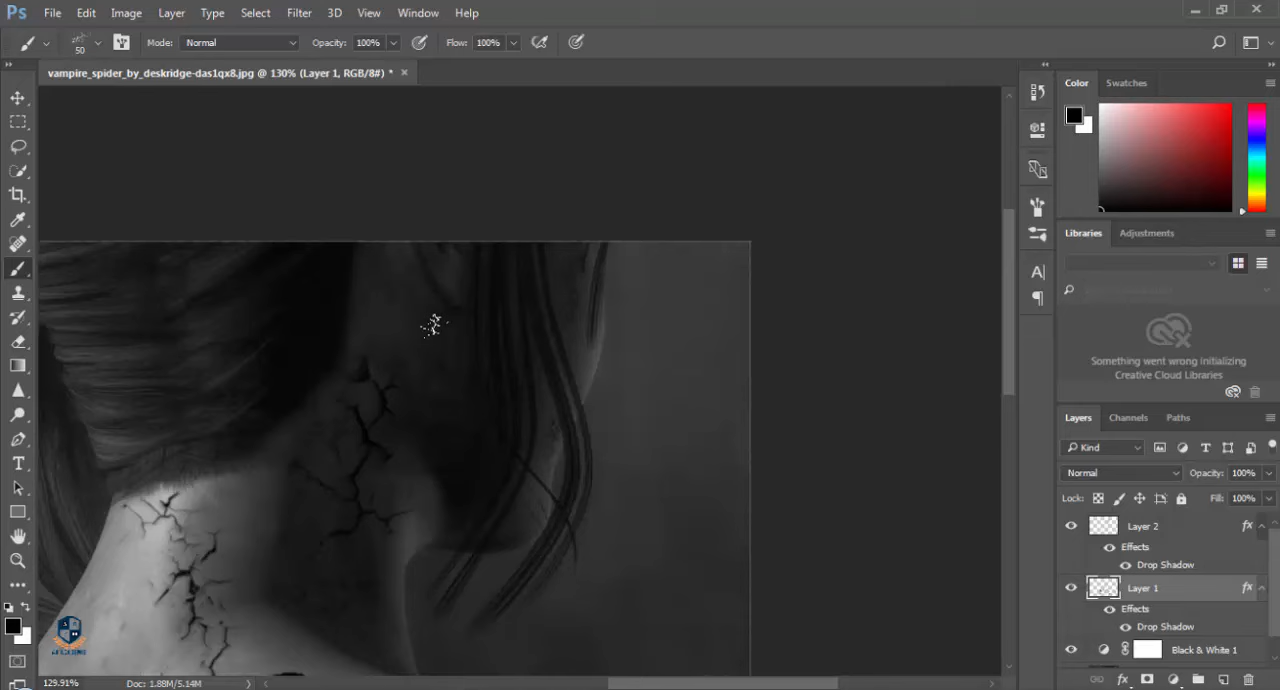 Ps File Edit Image Layer Type Select Filter 3D View Window Help
50 Mode: Normal Opacity: 100% Flow: 100%
vampire_spider_by_deskridge-das1qx8.jpg @ 130% (Layer 1, RGB/8#) * ×
Color Swatches
Libraries Adjustments
Something went wrong initializing
Creative Cloud Libraries
Layers Channels Paths
Kind
Normal Opacity: 100%
Lock: Fill: 100%
Layer 2 fx
Effects
Drop Shadow
Layer 1 fx
Effects
Drop Shadow
Black & White 1
129.91% Doc: 1.88M/5.14M